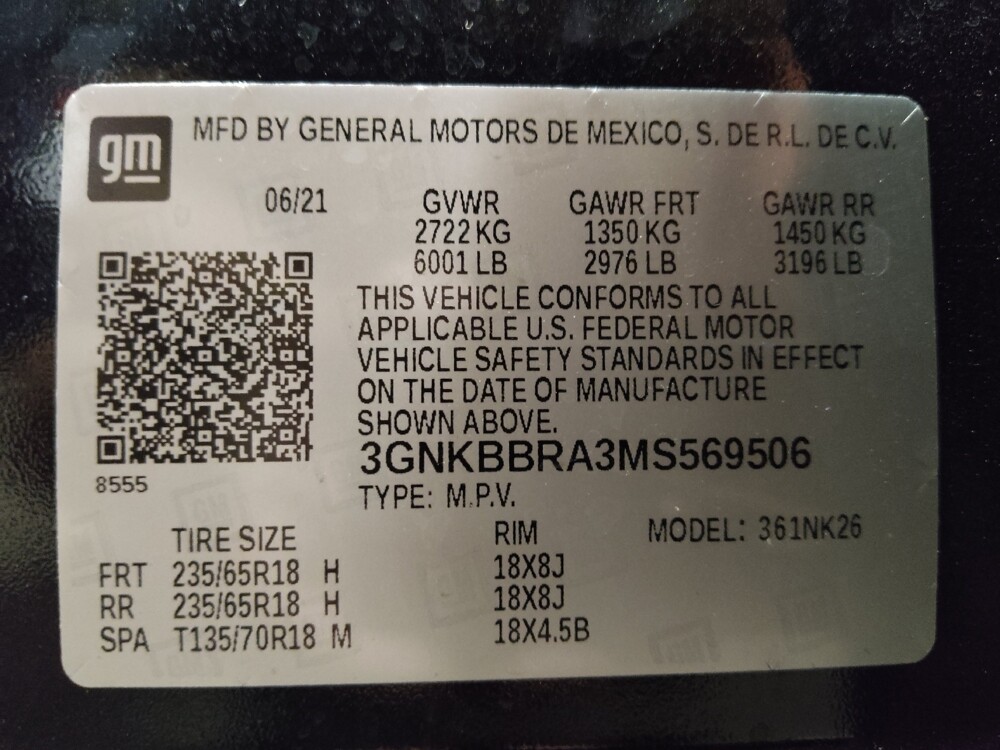 gm
MFD BY GENERAL MOTORS DE MEXICO, S. DE R.L. DE C.V.
06/21 GVWR GAWR FRT GAWR RR
2722 KG 1350 KG 1450 KG
6001 LB 2976 LB 3196 LB
THIS VEHICLE CONFORMS TO ALL
APPLICABLE U.S. FEDERAL MOTOR
VEHICLE SAFETY STANDARDS IN EFFECT
ON THE DATE OF MANUFACTURE
SHOWN ABOVE.
3GNKBBRA3MS569506
8555
TYPE: M.P.V.
TIRE SIZE RIM MODEL: 361NK26
FRT 235/65R18 H 18X8J
RR 235/65R18 H 18X8J
SPA T135/70R18 M 18X4.5B